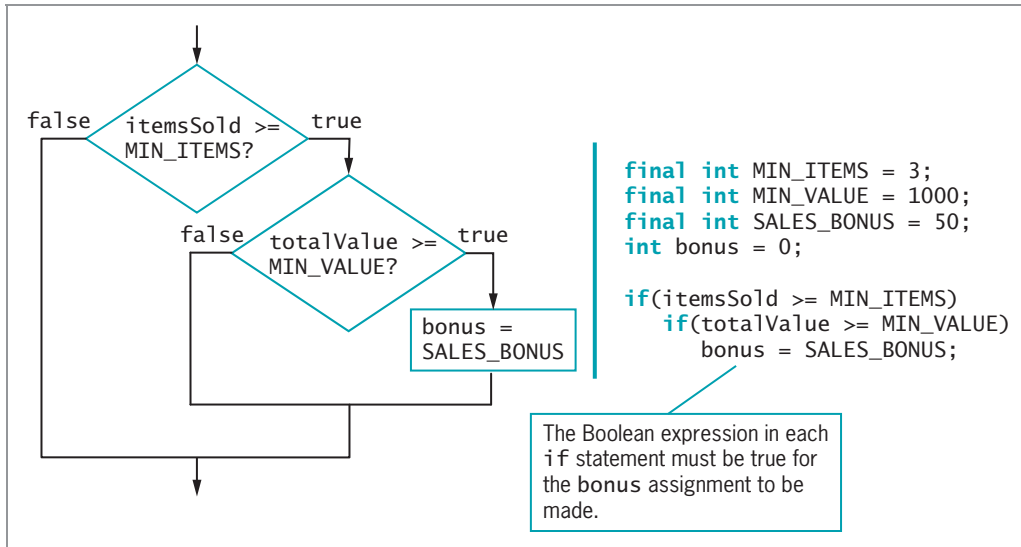 false
itemsSold >=
MIN_ITEMS?
true
false
totalValue >=
MIN_VALUE?
true
bonus =
SALES_BONUS
final int MIN_ITEMS = 3;
final int MIN_VALUE = 1000;
final int SALES_BONUS = 50;
int bonus = 0;
if(itemsSold >= MIN_ITEMS)
if(totalValue >= MIN_VALUE)
bonus = SALES_BONUS;
The Boolean expression in each
if statement must be true for
the bonus assignment to be
made.